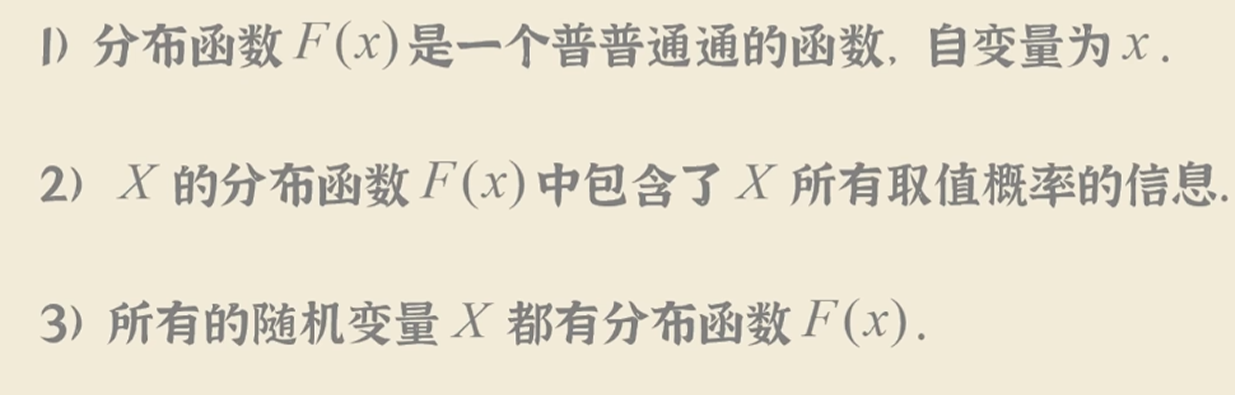 1) 分布函数 F(x) 是一个普普通通的函数, 自变量为 x .
2) X 的分布函数 F(x) 中包含了 X 所有取值概率的信息.
3) 所有的随机变量 X 都有分布函数 F(x) .